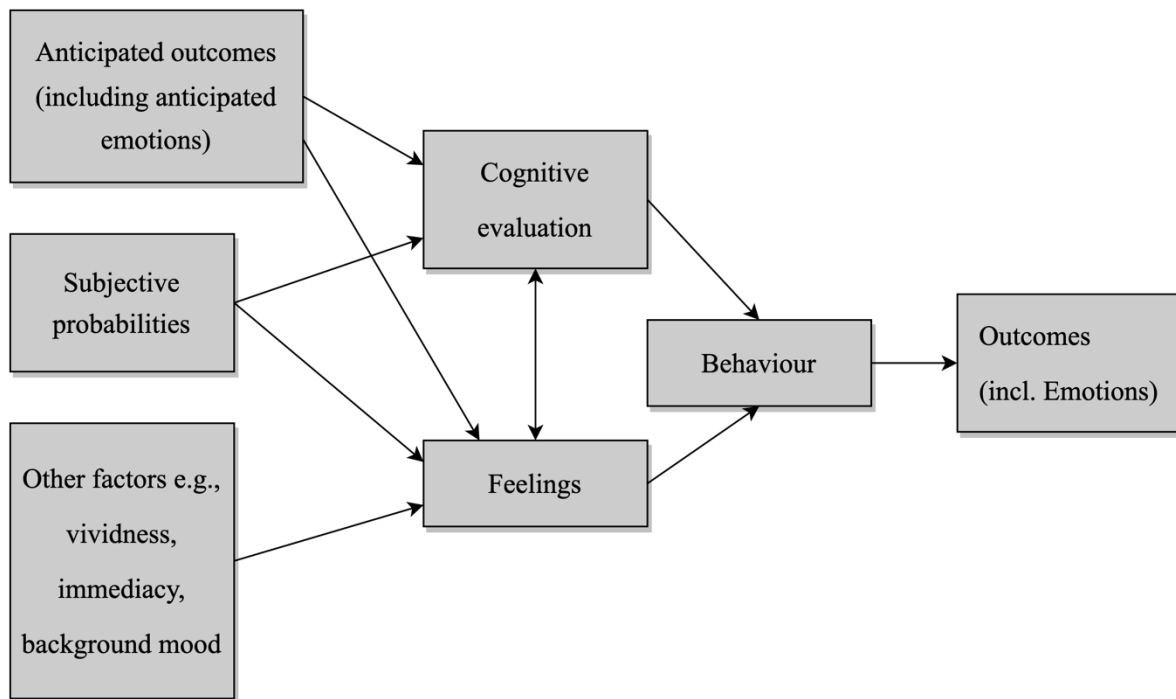 Anticipated outcomes
(including anticipated
emotions)
Subjective
probabilities
Other factors e.g.,
vividness,
immediacy,
background mood
Cognitive
evaluation
Feelings
Behaviour
Outcomes
(incl. Emotions)